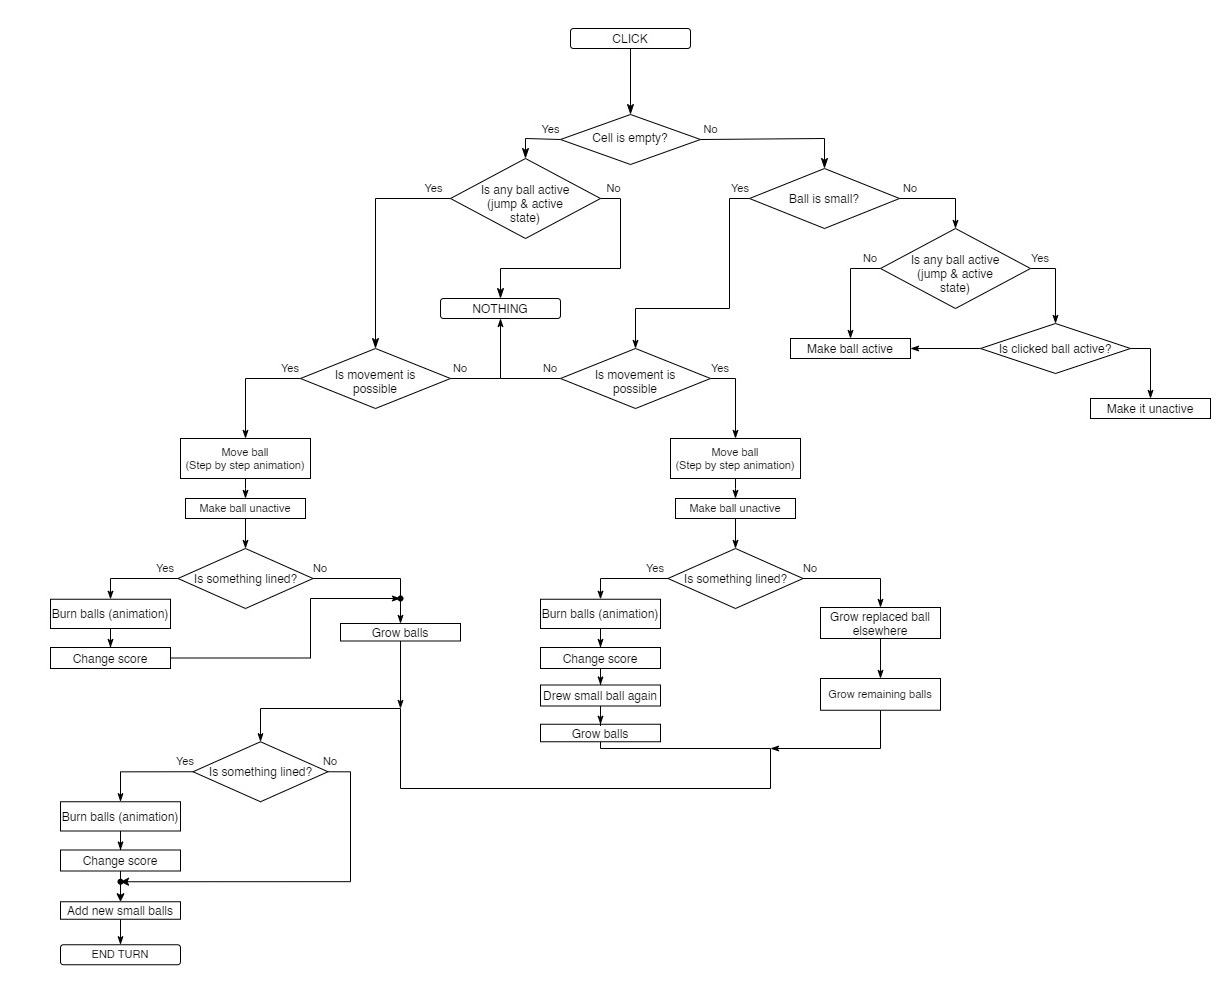 CLICK
Yes
No
Cell is empty?
Yes
Is any ball active
(jump & active
state)
No
Yes
Ball is small?
No
No
Is any ball active
(jump & active
state)
Yes
NOTHING
Make ball active
Is clicked ball active?
Yes
Is movement is
possible
No
No
Is movement is
possible
Yes
Make it unactive
Move ball
(Step by step animation)
Move ball
(Step by step animation)
Make ball unactive
Make ball unactive
Yes
Is something lined?
No
Yes
Is something lined?
No
Burn balls (animation)
Grow balls
Change score
Burn balls (animation)
Grow replaced ball
elsewhere
Change score
Drew small ball again
Grow remaining balls
Grow balls
Yes
Is something lined?
No
Burn balls (animation)
Change score
Add new small balls
END TURN